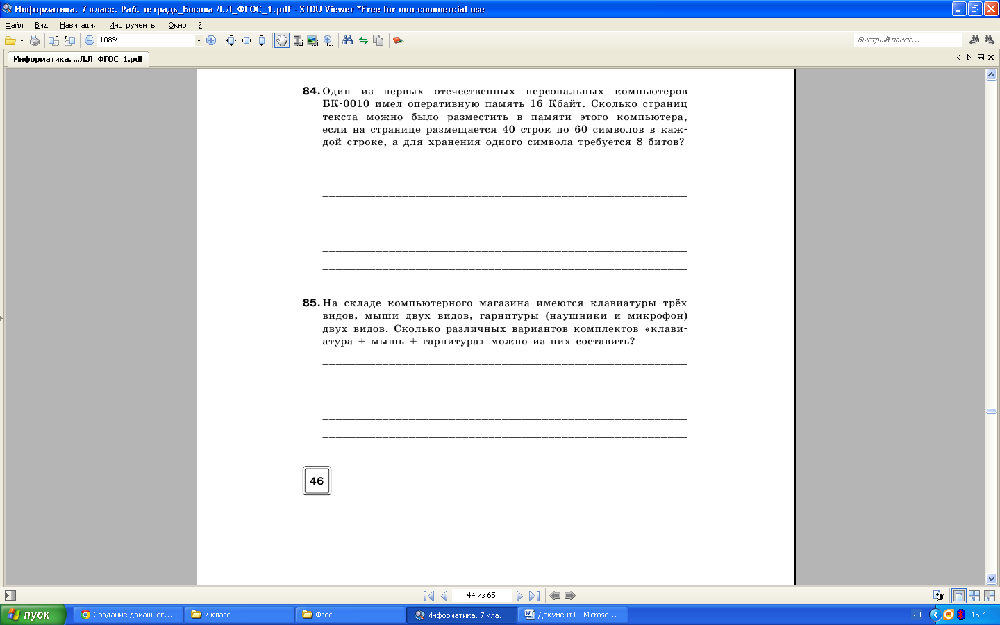 Информатика. 7 класс. Раб. тетрадь_Босова Л.Л_ФГОС_1.pdf - STDU Viewer *Free for non-commercial use
Файл Вид Навигация Инструменты Окно ?
108%
Быстрый поиск...
Информатика. ...Л.Л_ФГОС_1.pdf
84. Один из первых отечественных персональных компьютеров
БК-0010 имел оперативную память 16 Кбайт. Сколько страниц
текста можно было разместить в памяти этого компьютера,
если на странице размещается 40 строк по 60 символов в каж-
дой строке, а для хранения одного символа требуется 8 битов?
85. На складе компьютерного магазина имеются клавиатуры трёх
видов, мыши двух видов, гарнитуры (наушники и микрофон)
двух видов. Сколько различных вариантов комплектов «клави-
атура + мышь + гарнитура» можно из них составить?
46
44 из 65
пуск
Создание домашнег...
7 класс
Фгос
Информатика. 7 кла...
Документ1 - Microso...
RU
15:40